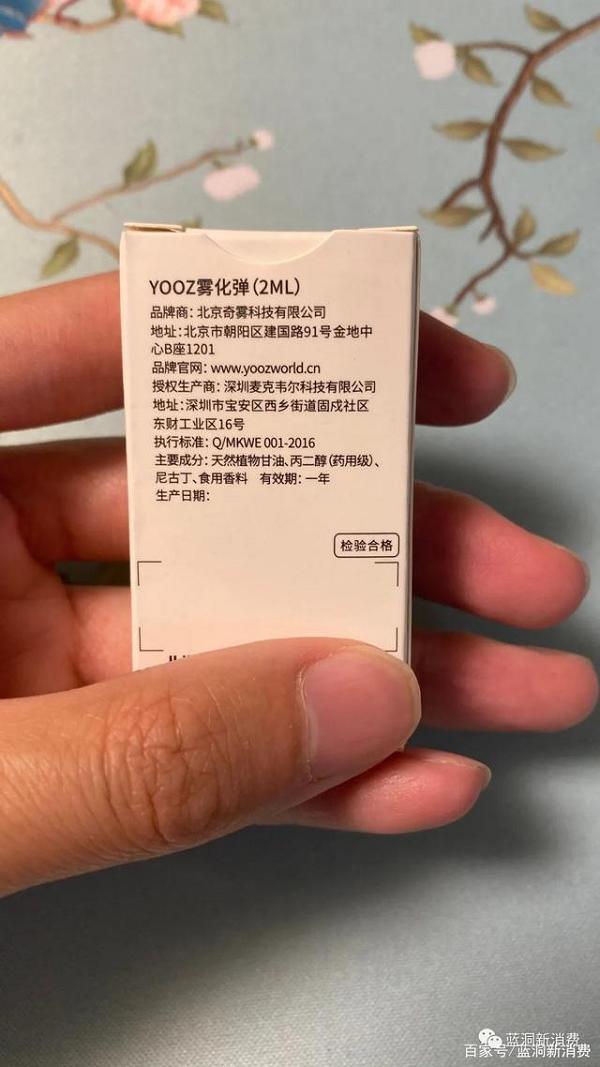 YOOZ雾化弹(2ML)
品牌商:北京奇雾科技有限公司
地址:北京市朝阳区建国路91号金地中
心B座1201
品牌官网:www.yoozworld.cn
授权生产商:深圳麦克韦尔科技有限公司
地址:深圳市宝安区西乡街道固戍社区
东财工业区16号
执行标准:Q/MKWE 001-2016
主要成分:天然植物甘油、丙二醇(药用级)、
尼古丁、食用香料 有效期:一年
生产日期:
检验合格
蓝洞新消费
百家号/蓝洞新消费